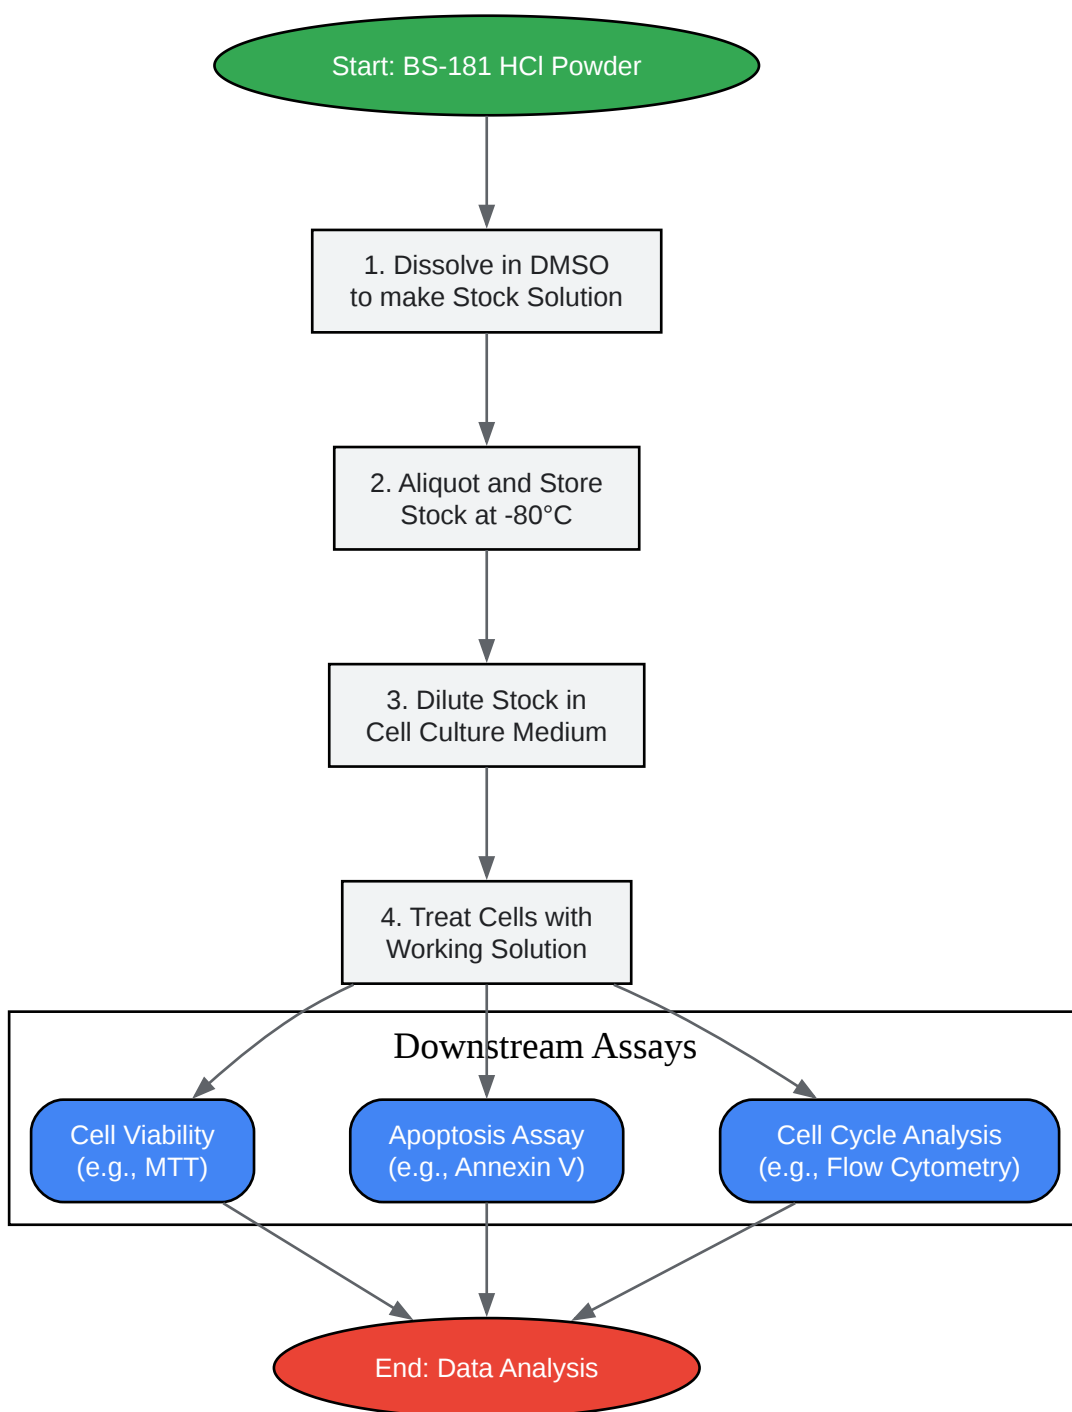 Start: BS-181 HCl Powder
1. Dissolve in DMSO
to make Stock Solution
2. Aliquot and Store
Stock at -80°C
3. Dilute Stock in
Cell Culture Medium
4. Treat Cells with
Working Solution
Downstream Assays
Cell Viability
(e.g., MTT)
Apoptosis Assay
(e.g., Annexin V)
Cell Cycle Analysis
(e.g., Flow Cytometry)
End: Data Analysis